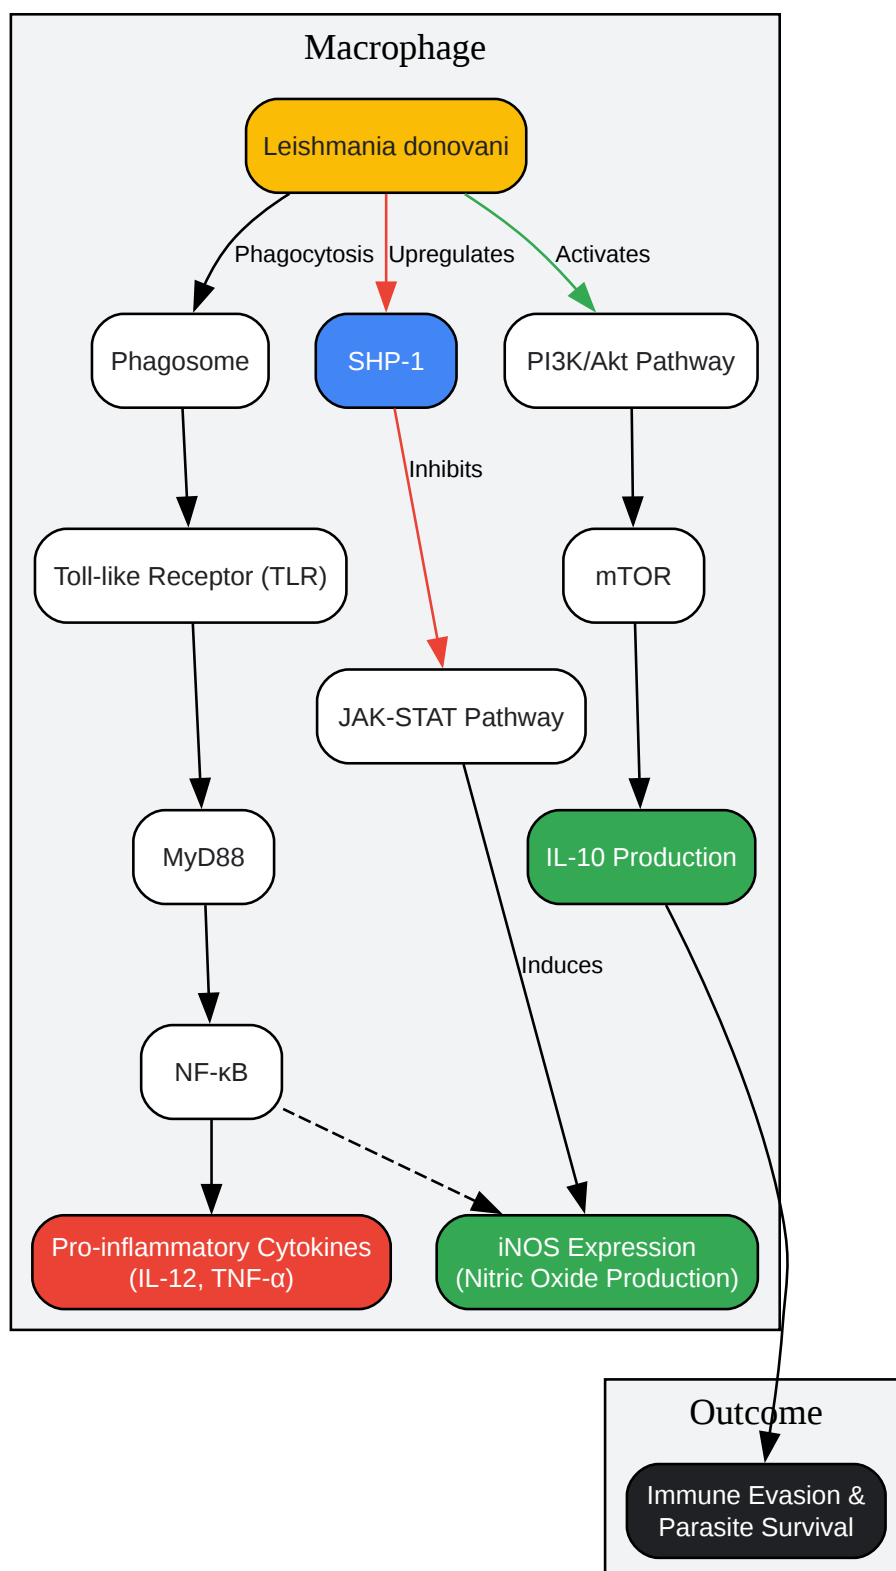 Macrophage
Leishmania donovani
Phagocytosis
Upregulates
Activates
Phagosome
SHP-1
PI3K/Akt Pathway
Inhibits
Toll-like Receptor (TLR)
mTOR
JAK-STAT Pathway
MyD88
IL-10 Production
Induces
NF-κB
Pro-inflammatory Cytokines
(IL-12, TNF-α)
iNOS Expression
(Nitric Oxide Production)
Outcome
Immune Evasion &
Parasite Survival